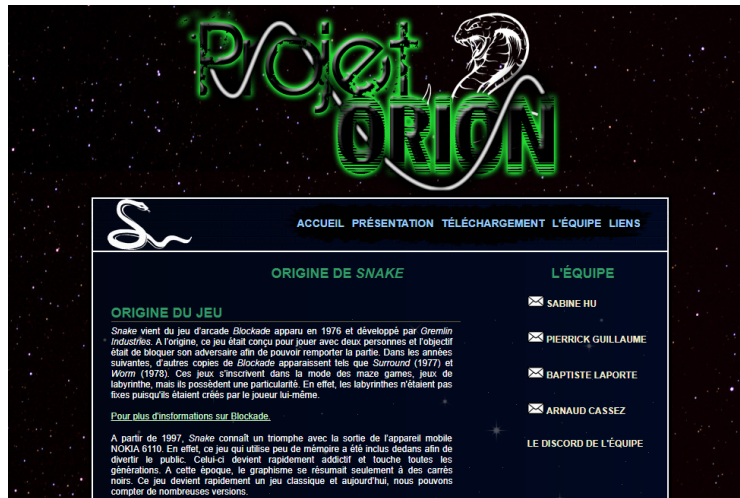 Projet
ORION
ACCUEIL PRÉSENTATION TÉLÉCHARGEMENT L'ÉQUIPE LIENS
ORIGINE DE SNAKE
ORIGINE DU JEU
Snake vient du jeu d'arcade Blockade apparu en 1976 et développé par Gremlin
Industries. A l'origine, ce jeu était conçu pour jouer avec deux personnes et l'objectif
était de bloquer son adversaire afin de pouvoir remporter la partie. Dans les années
suivantes, d'autres copies de Blockade apparaissent tels que Surround (1977) et
Worm (1978). Ces jeux s'inscrivent dans la mode des maze games, jeux de
labyrinthe, mais ils possèdent une particularité. En effet, les labyrinthes n'étaient pas
fixes puisqu'ils étaient créés par le joueur lui-même.
Pour plus d'insformations sur Blockade.
A partir de 1997, Snake connaît un triomphe avec la sortie de l'appareil mobile
NOKIA 6110. En effet, ce jeu qui utilise peu de mémoire a été inclus dedans afin de
divertir le public. Celui-ci devient rapidement addictif et touche toutes les
générations. A cette époque, le graphisme se résumait seulement à des carrés
noirs. Ce jeu devient rapidement un jeu classique et aujourd'hui, nous pouvons
compter de nombreuses versions.
L'ÉQUIPE
SABINE HU
PIERRICK GUILLAUME
BAPTISTE LAPORTE
ARNAUD CASSEZ
LE DISCORD DE L'ÉQUIPE